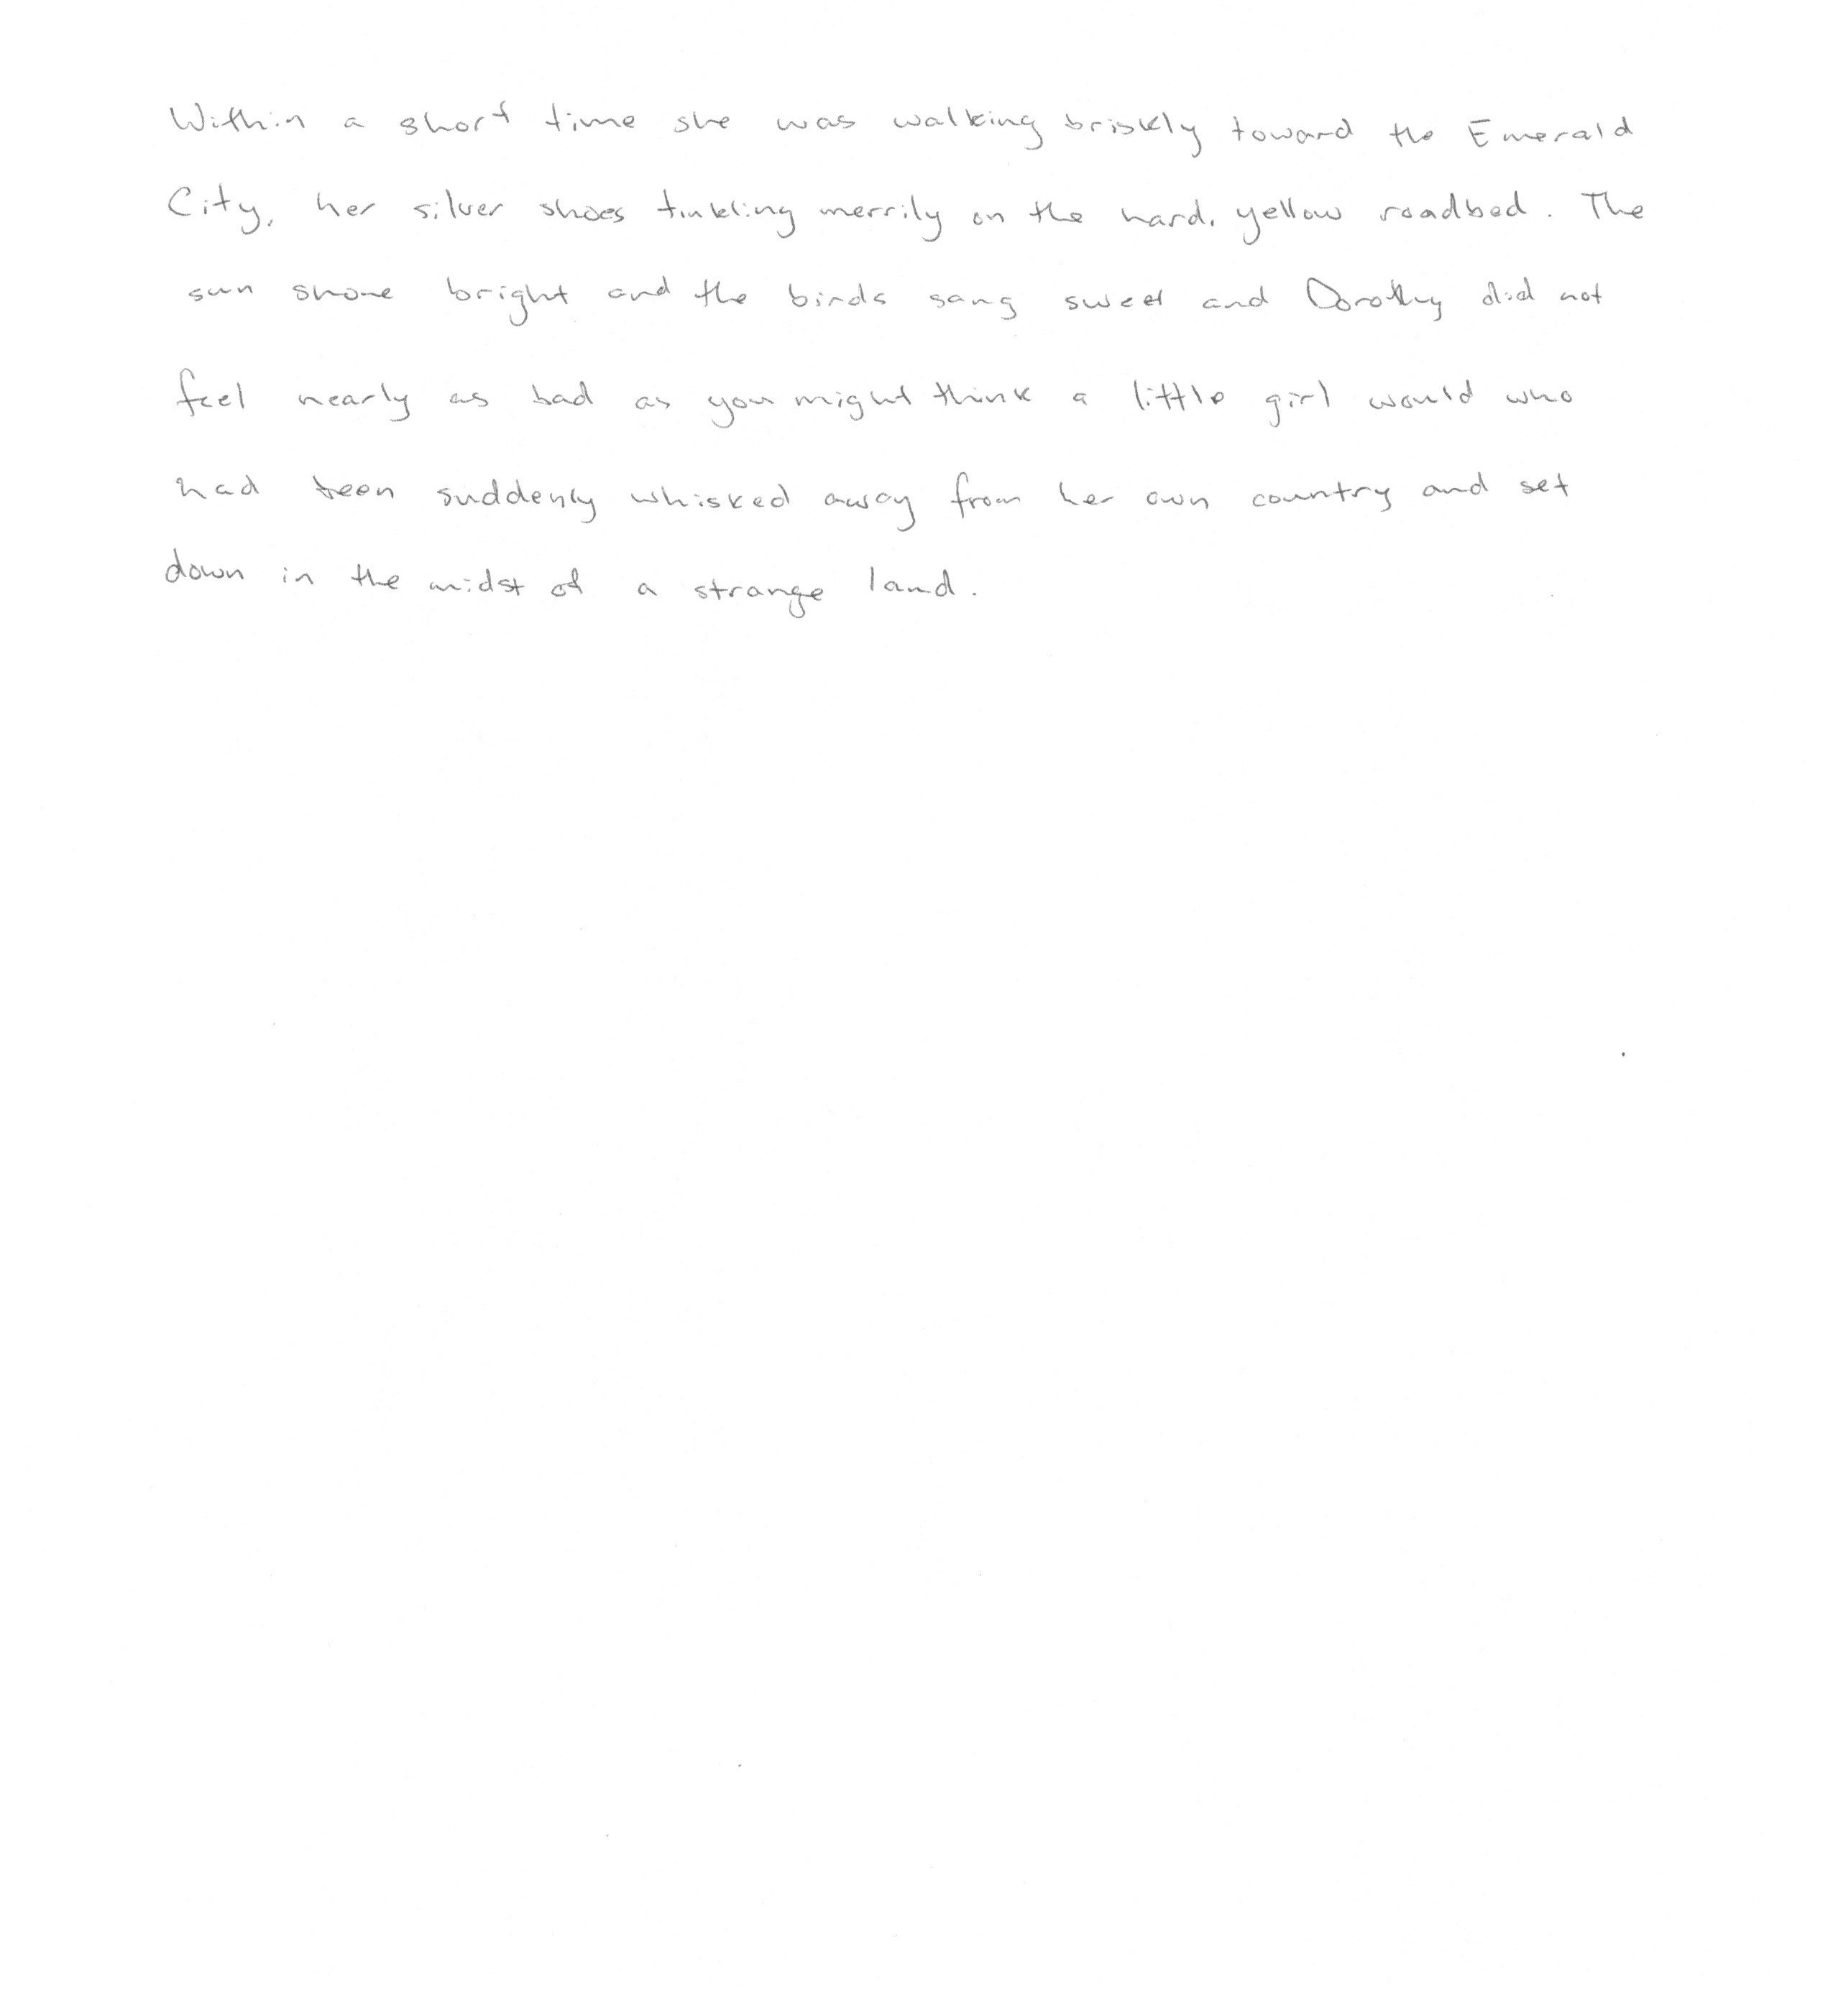 Within a short time she was walking briskly toward the Emerald
City, her silver shoes tinkling merrily on the hard, yellow roadbed. The
sun shone bright and the birds sang sweet and Dorothy did not
feel nearly as bad as you might think a little girl would who
had been suddenly whisked away from her own country and set
down in the midst of a strange land.